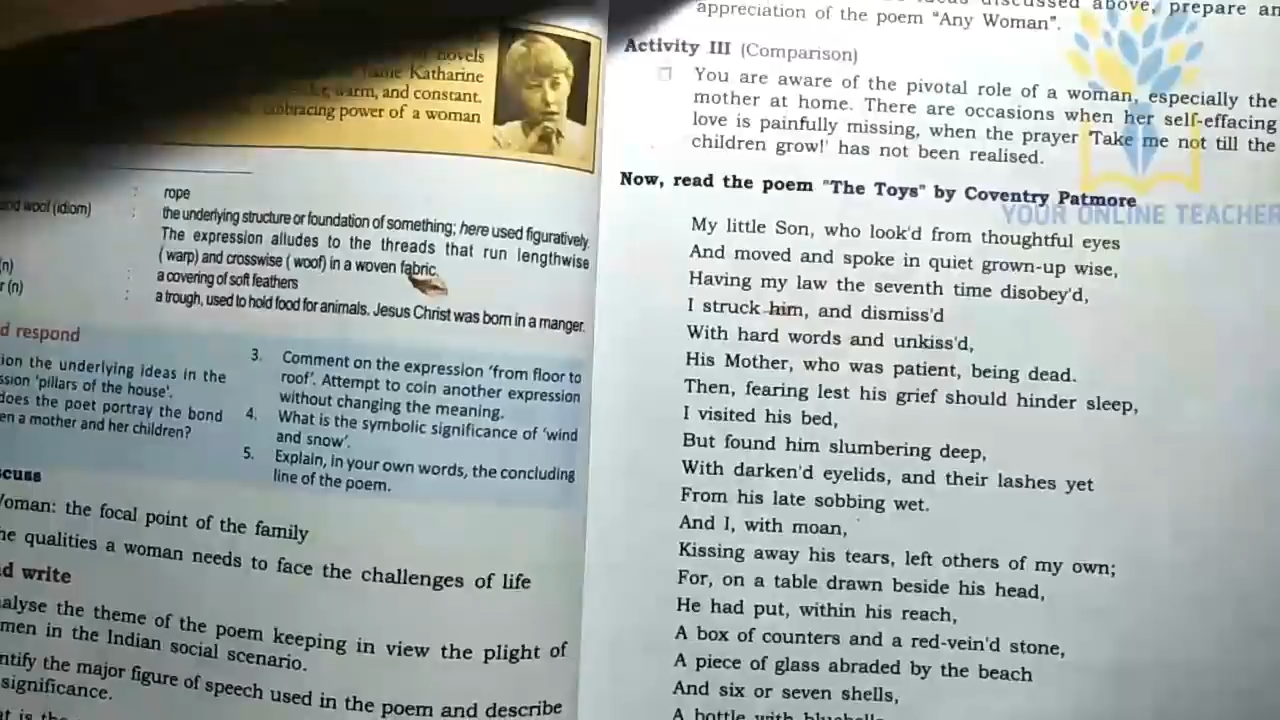 novels
Katharine
warm, and constant.
embracing power of a woman
: rope
and woof (idiom) : the underlying structure or foundation of something; here used figuratively.
The expression alludes to the threads that run lengthwise
( warp) and crosswise ( woof) in a woven fabric.
(n) : a covering of soft feathers
r (n) : a trough, used to hold food for animals. Jesus Christ was born in a manger.
d respond
ion the underlying ideas in the
ssion 'pillars of the house'.
does the poet portray the bond
en a mother and her children?
3. Comment on the expression 'from floor to
roof'. Attempt to coin another expression
without changing the meaning.
4. What is the symbolic significance of 'wind
and snow'.
5. Explain, in your own words, the concluding
line of the poem.
scuss
Woman: the focal point of the family
he qualities a woman needs to face the challenges of life
d write
nalyse the theme of the poem keeping in view the plight of
men in the Indian social scenario.
ntify the major figure of speech used in the poem and describe
significance.
at is the
discussed above, prepare an
appreciation of the poem "Any Woman".
Activity III (Comparison)
You are aware of the pivotal role of a woman, especially the
mother at home. There are occasions when her self-effacing
love is painfully missing, when the prayer 'Take me not till the
children grow!' has not been realised.
Now, read the poem "The Toys" by Coventry Patmore
YOUR ONLINE TEACHER
My little Son, who look'd from thoughtful eyes
And moved and spoke in quiet grown-up wise,
Having my law the seventh time disobey'd,
I struck him, and dismiss'd
With hard words and unkiss'd,
His Mother, who was patient, being dead.
Then, fearing lest his grief should hinder sleep,
I visited his bed,
But found him slumbering deep,
With darken'd eyelids, and their lashes yet
From his late sobbing wet.
And I, with moan,
Kissing away his tears, left others of my own;
For, on a table drawn beside his head,
He had put, within his reach,
A box of counters and a red-vein'd stone,
A piece of glass abraded by the beach
And six or seven shells,
A bottle with bluebells